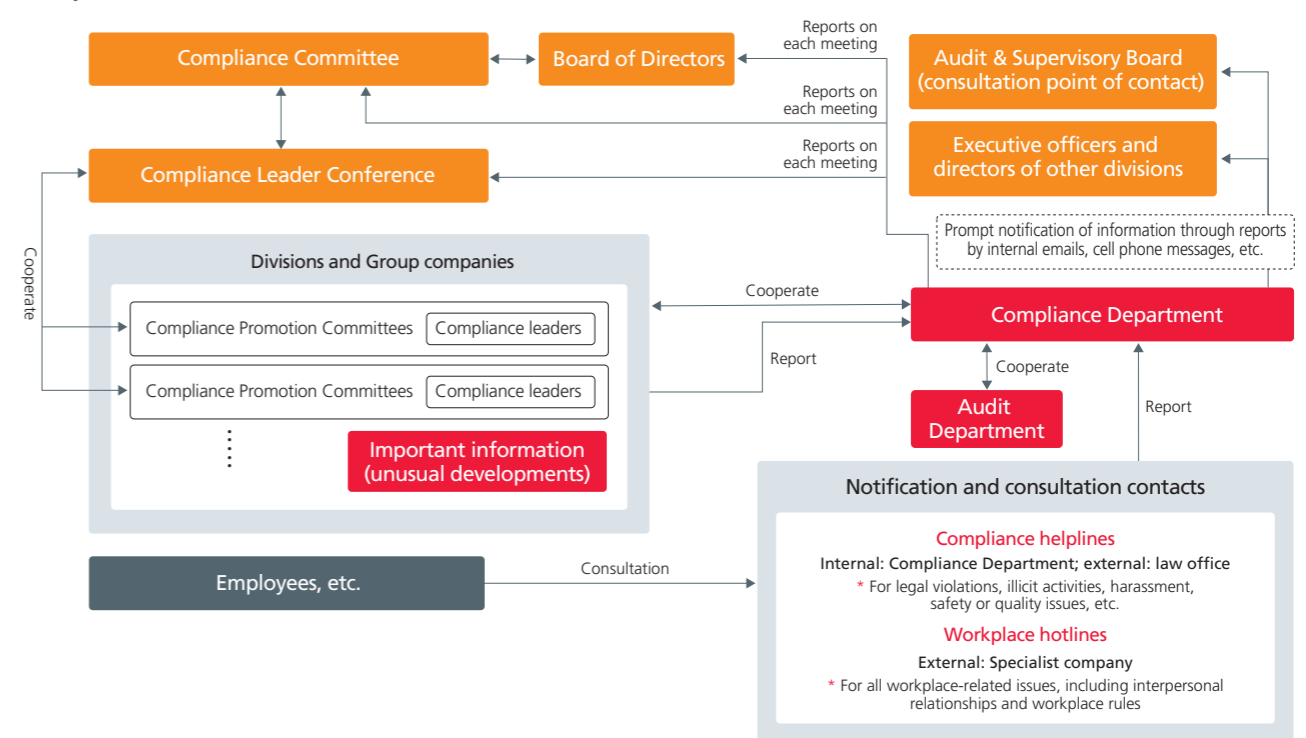 Compliance Committee
Board of Directors
Reports on
each meeting
Audit & Supervisory Board
(consultation point of contact)
Reports on
each meeting
Compliance Leader Conference
Reports on
each meeting
Executive officers and
directors of other divisions
Prompt notification of information through reports
by internal emails, cell phone messages, etc.
Cooperate
Divisions and Group companies
Compliance Promotion Committees
Compliance leaders
Compliance Promotion Committees
Compliance leaders
Important information
(unusual developments)
Cooperate
Report
Compliance Department
Cooperate
Audit
Department
Report
Employees, etc.
Consultation
Notification and consultation contacts
Compliance helplines
Internal: Compliance Department; external: law office
* For legal violations, illicit activities, harassment,
safety or quality issues, etc.
Workplace hotlines
External: Specialist company
* For all workplace-related issues, including interpersonal
relationships and workplace rules